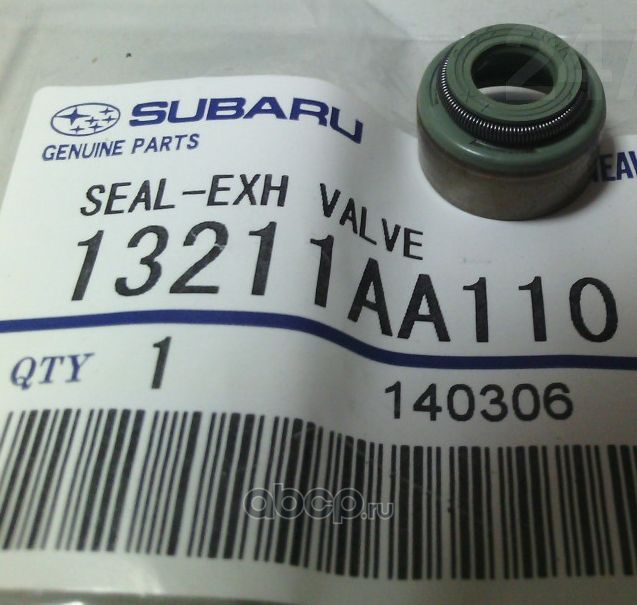 SUBARU
GENUINE PARTS
SEAL-EXH VALVE
13211AA110
QTY 1
140306
abcp.ru